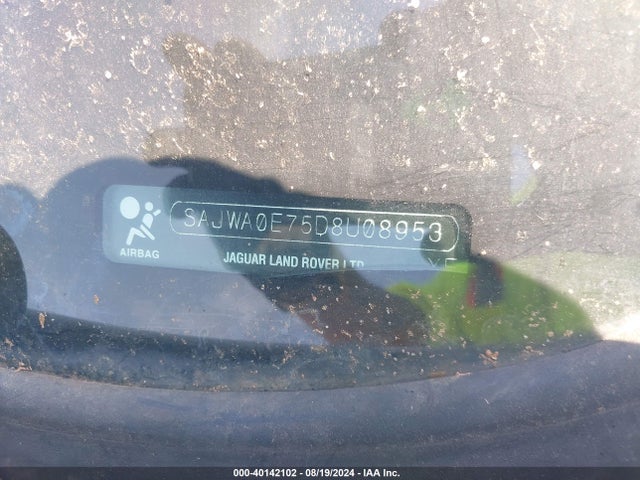 SAJWA0E75D8U08953
AIRBAG
JAGUAR LAND ROVER LTD
000-40142102 - 08/19/2024 - IAA Inc.